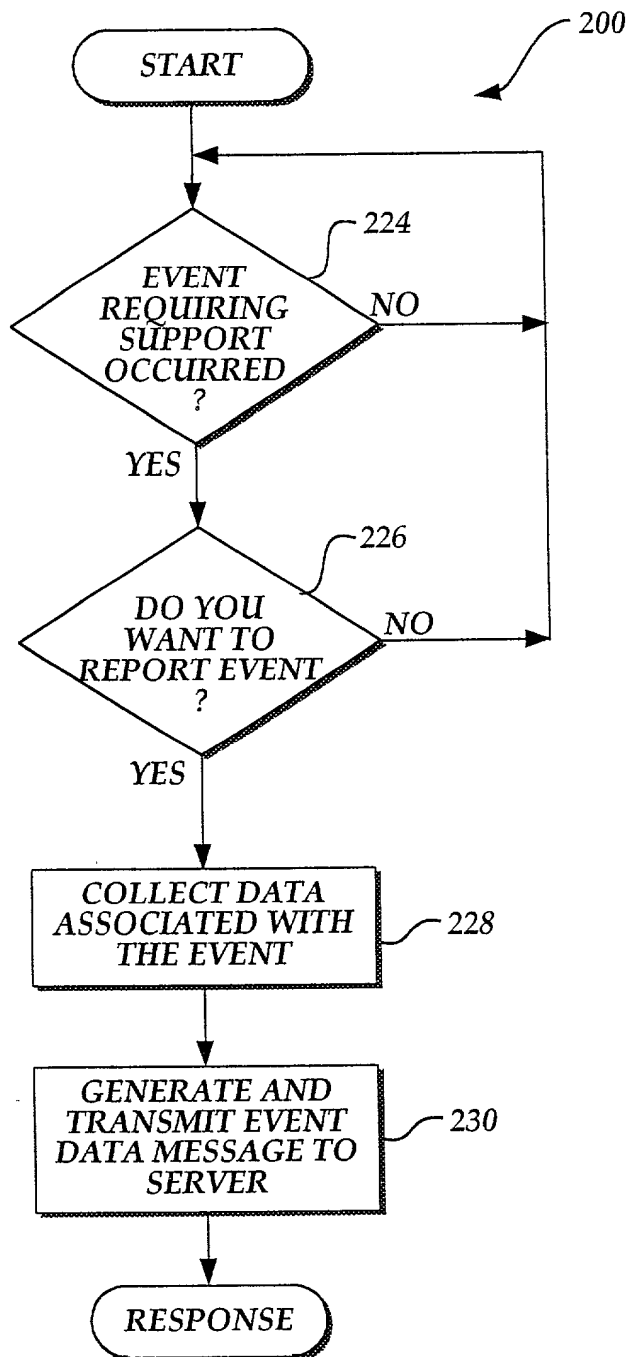 200
START
224
EVENT
REQUIRING
SUPPORT
OCCURRED
?
NO
YES
226
DO YOU
WANT TO
REPORT EVENT
?
NO
YES
COLLECT DATA
ASSOCIATED WITH
THE EVENT
228
GENERATE AND
TRANSMIT EVENT
DATA MESSAGE TO
SERVER
230
RESPONSE